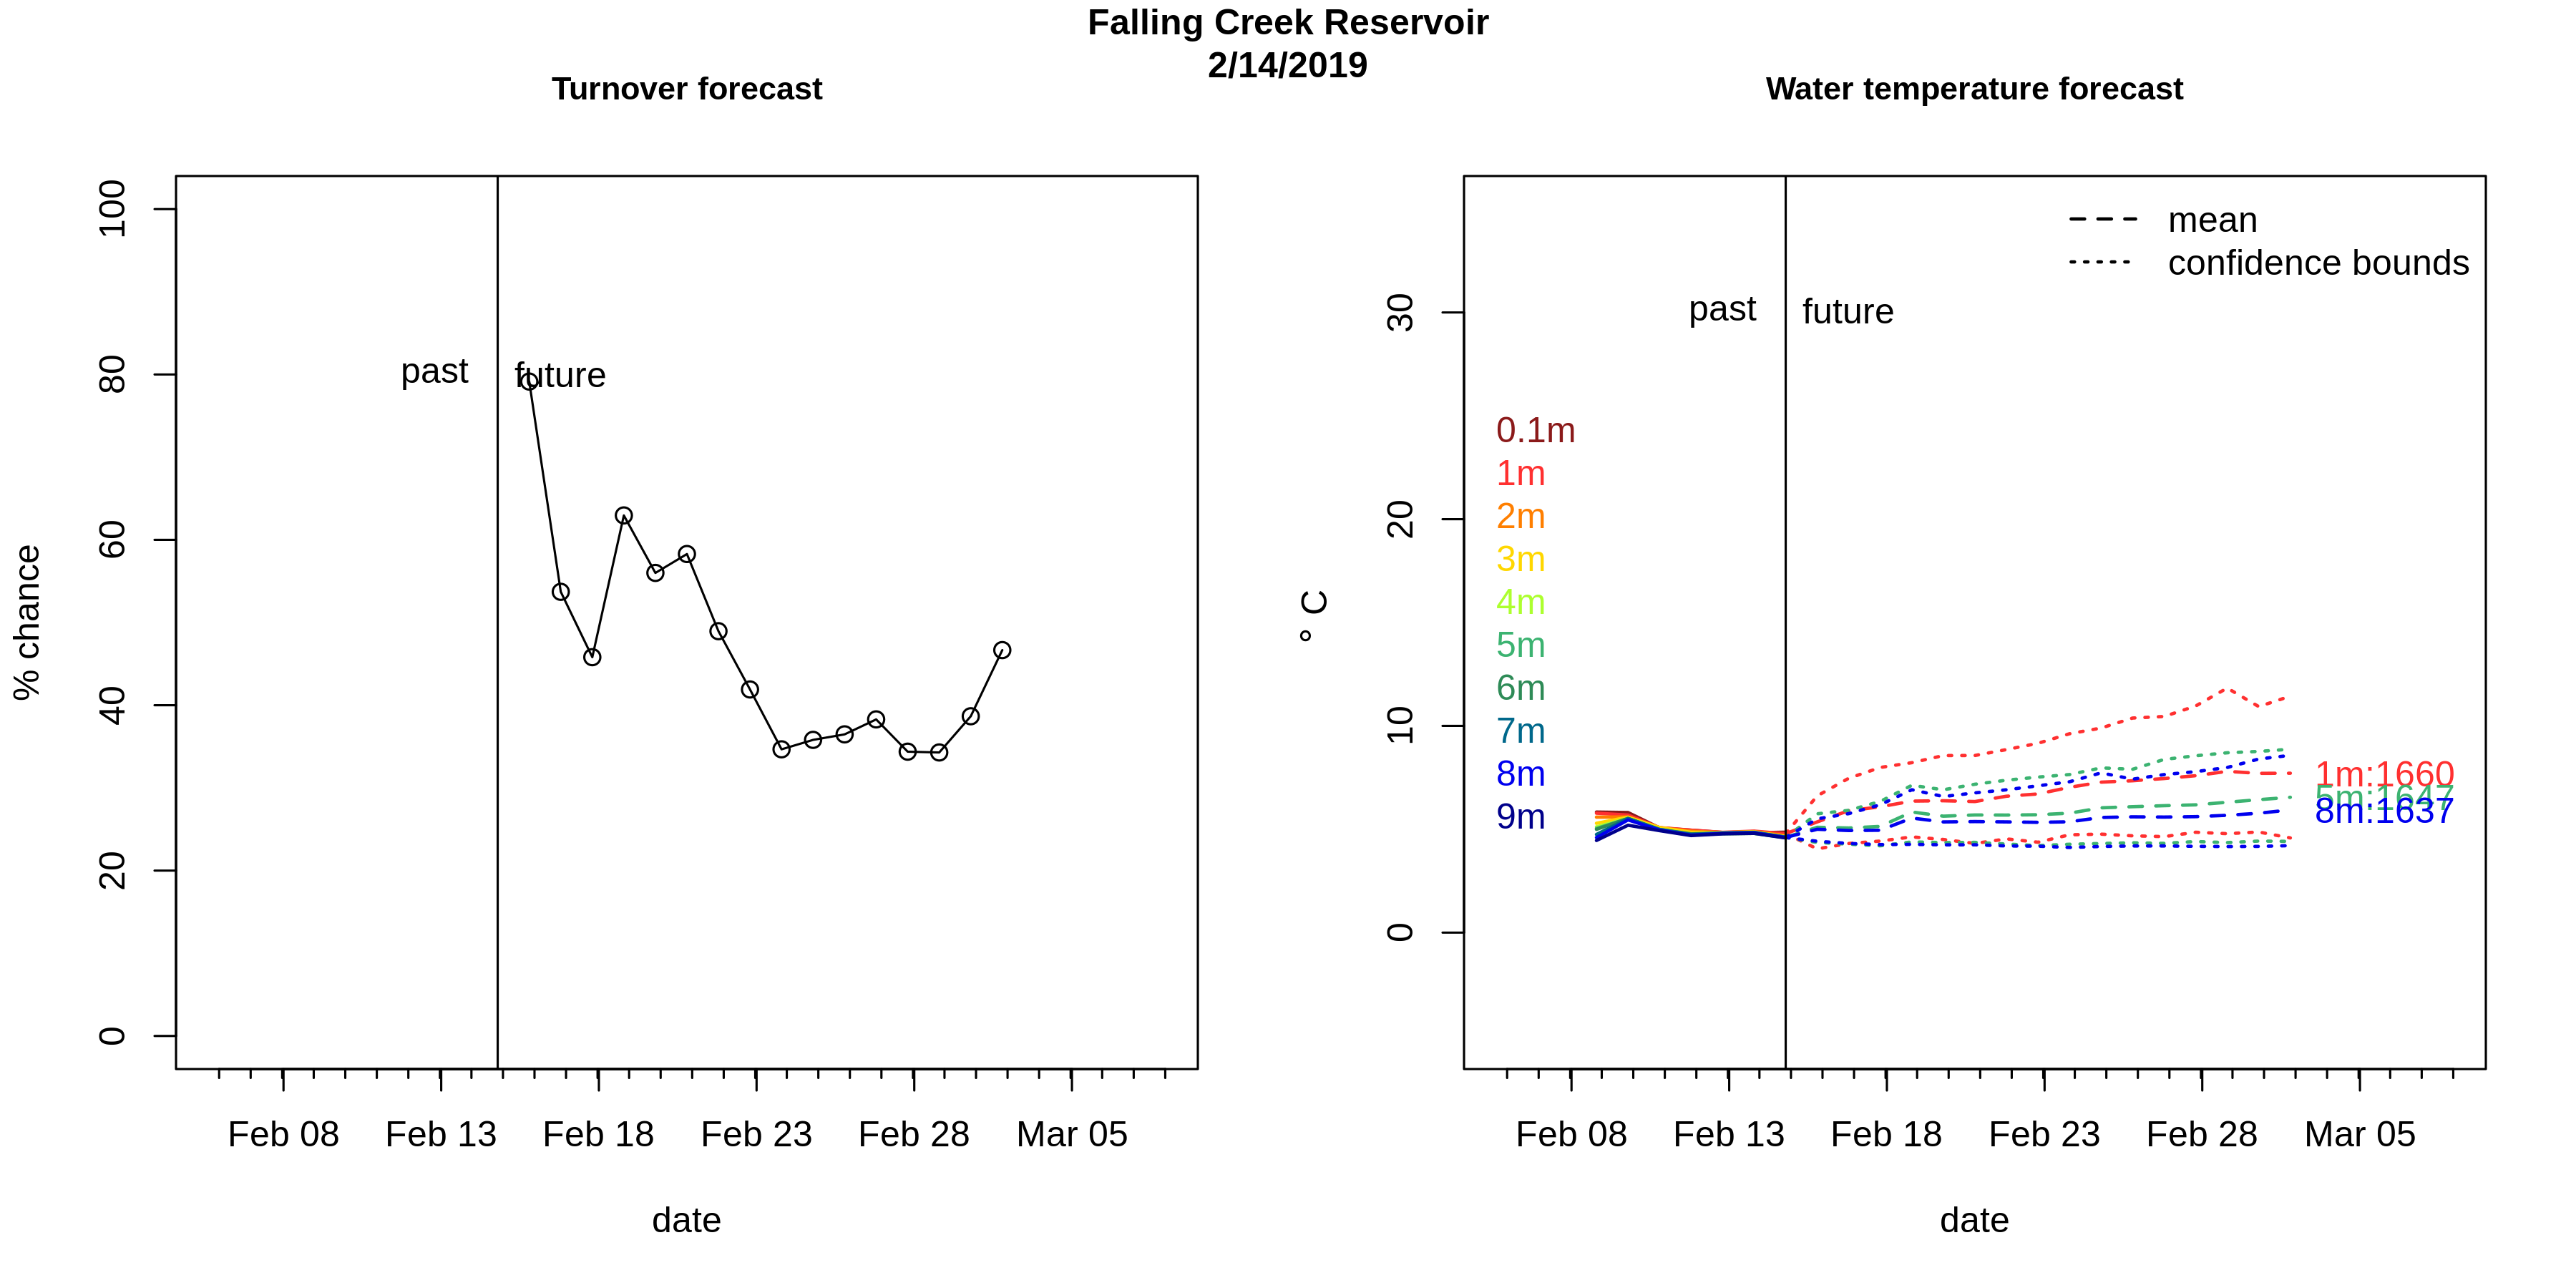 Falling Creek Reservoir
2/14/2019
Turnover forecast
% chance
100
80
60
40
20
0
past
future
Feb 08
Feb 13
Feb 18
Feb 23
Feb 28
Mar 05
date
Water temperature forecast
° C
30
20
10
0
mean
confidence bounds
past
future
0.1m
1m
2m
3m
4m
5m
6m
7m
8m
9m
1m:1660
5m:1647
8m:1637
Feb 08
Feb 13
Feb 18
Feb 23
Feb 28
Mar 05
date